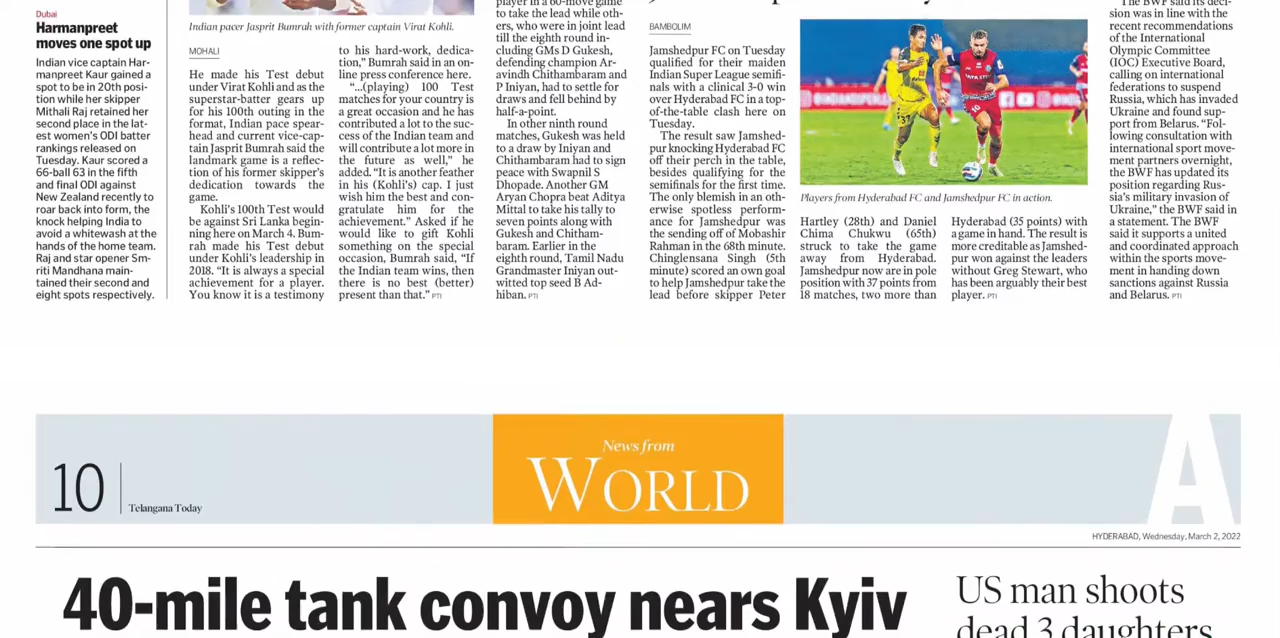 Dubai
Harmanpreet
moves one spot up
Indian vice captain Har-
manpreet Kaur gained a
spot to be in 20th posi-
tion while her skipper
Mithali Raj retained her
second place in the lat-
est women's ODI batter
rankings released on
Tuesday. Kaur scored a
66-ball 63 in the fifth
and final ODI against
New Zealand recently to
roar back into form, the
knock helping India to
avoid a whitewash at the
hands of the home team.
Raj and star opener Sm-
riti Mandhana main-
tained their second and
eight spots respectively.
Indian pacer Jasprit Bumrah with former captain Virat Kohli.
MOHALI
He made his Test debut
under Virat Kohli and as the
superstar-batter gears up
for his 100th outing in the
format, Indian pace spear-
head and current vice-cap-
tain Jasprit Bumrah said the
landmark game is a reflec-
tion of his former skipper's
dedication towards the
game.
Kohli's 100th Test would
be against Sri Lanka begin-
ning here on March 4. Bum-
rah made his Test debut
under Kohli's leadership in
2018. “It is always a special
achievement for a player.
You know it is a testimony
to his hard-work, dedica-
tion,” Bumrah said in an on-
line press conference here.
“...(playing) 100 Test
matches for your country is
a great occasion and he has
contributed a lot to the suc-
cess of the Indian team and
will contribute a lot more in
the future as well,” he
added. “It is another feather
in his (Kohli's) cap. I just
wish him the best and con-
gratulate him for the
achievement.” Asked if he
would like to gift Kohli
something on the special
occasion, Bumrah said, “If
the Indian team wins, then
there is no best (better)
present than that.” PTI
player in a 60-move game
to take the lead while oth-
ers, who were in joint lead
till the eighth round in-
cluding GMs D Gukesh,
defending champion Ar-
avindh Chithambaram and
P Iniyan, had to settle for
draws and fell behind by
half-a-point.
In other ninth round
matches, Gukesh was held
to a draw by Iniyan and
Chithambaram had to sign
peace with Swapnil S
Dhopade. Another GM
Aryan Chopra beat Aditya
Mittal to take his tally to
seven points along with
Gukesh and Chitham-
baram. Earlier in the
eighth round, Tamil Nadu
Grandmaster Iniyan out-
witted top seed B Ad-
hiban. PTI
BAMBOLIM
Jamshedpur FC on Tuesday
qualified for their maiden
Indian Super League semifi-
nals with a clinical 3-0 win
over Hyderabad FC in a top-
of-the-table clash here on
Tuesday.
The result saw Jamshed-
pur knocking Hyderabad FC
off their perch in the table,
besides qualifying for the
semifinals for the first time.
The only blemish in an oth-
erwise spotless perform-
ance for Jamshedpur was
the sending off of Mobashir
Rahman in the 68th minute.
Chinglensana Singh (5th
minute) scored an own goal
to help Jamshedpur take the
lead before skipper Peter
Players from Hyderabad FC and Jamshedpur FC in action.
Hartley (28th) and Daniel
Chima Chukwu (65th)
struck to take the game
away from Hyderabad.
Jamshedpur now are in pole
position with 37 points from
18 matches, two more than
Hyderabad (35 points) with
a game in hand. The result is
more creditable as Jamshed-
pur won against the leaders
without Greg Stewart, who
has been arguably their best
player. PTI
The BWF said its deci-
sion was in line with the
recent recommendations
of the International
Olympic Committee
(IOC) Executive Board,
calling on international
federations to suspend
Russia, which has invaded
Ukraine and found sup-
port from Belarus. “Fol-
lowing consultation with
international sport move-
ment partners overnight,
the BWF has updated its
position regarding Rus-
sia's military invasion of
Ukraine,” the BWF said in
a statement. The BWF
said it supports a united
and coordinated approach
within the sports move-
ment in handing down
sanctions against Russia
and Belarus. PTI
10
Telangana Today
News from
WORLD
A
HYDERABAD, Wednesday, March 2, 2022
40-mile tank convoy nears Kyiv
US man shoots
dead 3 daughters